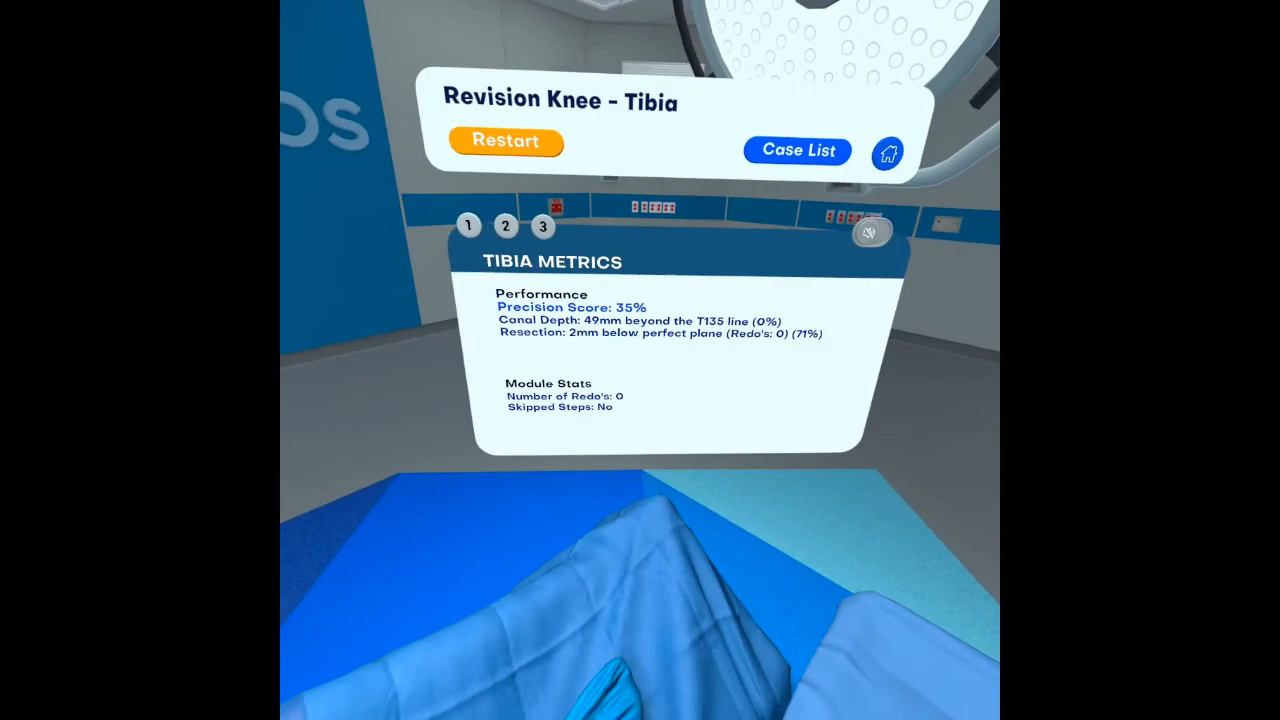 OS
Revision Knee - Tibia
Restart
Case List
1 2 3
TIBIA METRICS
Performance
Precision Score: 35%
Canal Depth: 49mm beyond the T135 line (0%)
Resection: 2mm below perfect plane (Redo's: 0) (71%)
Module Stats
Number of Redo's: 0
Skipped Steps: No